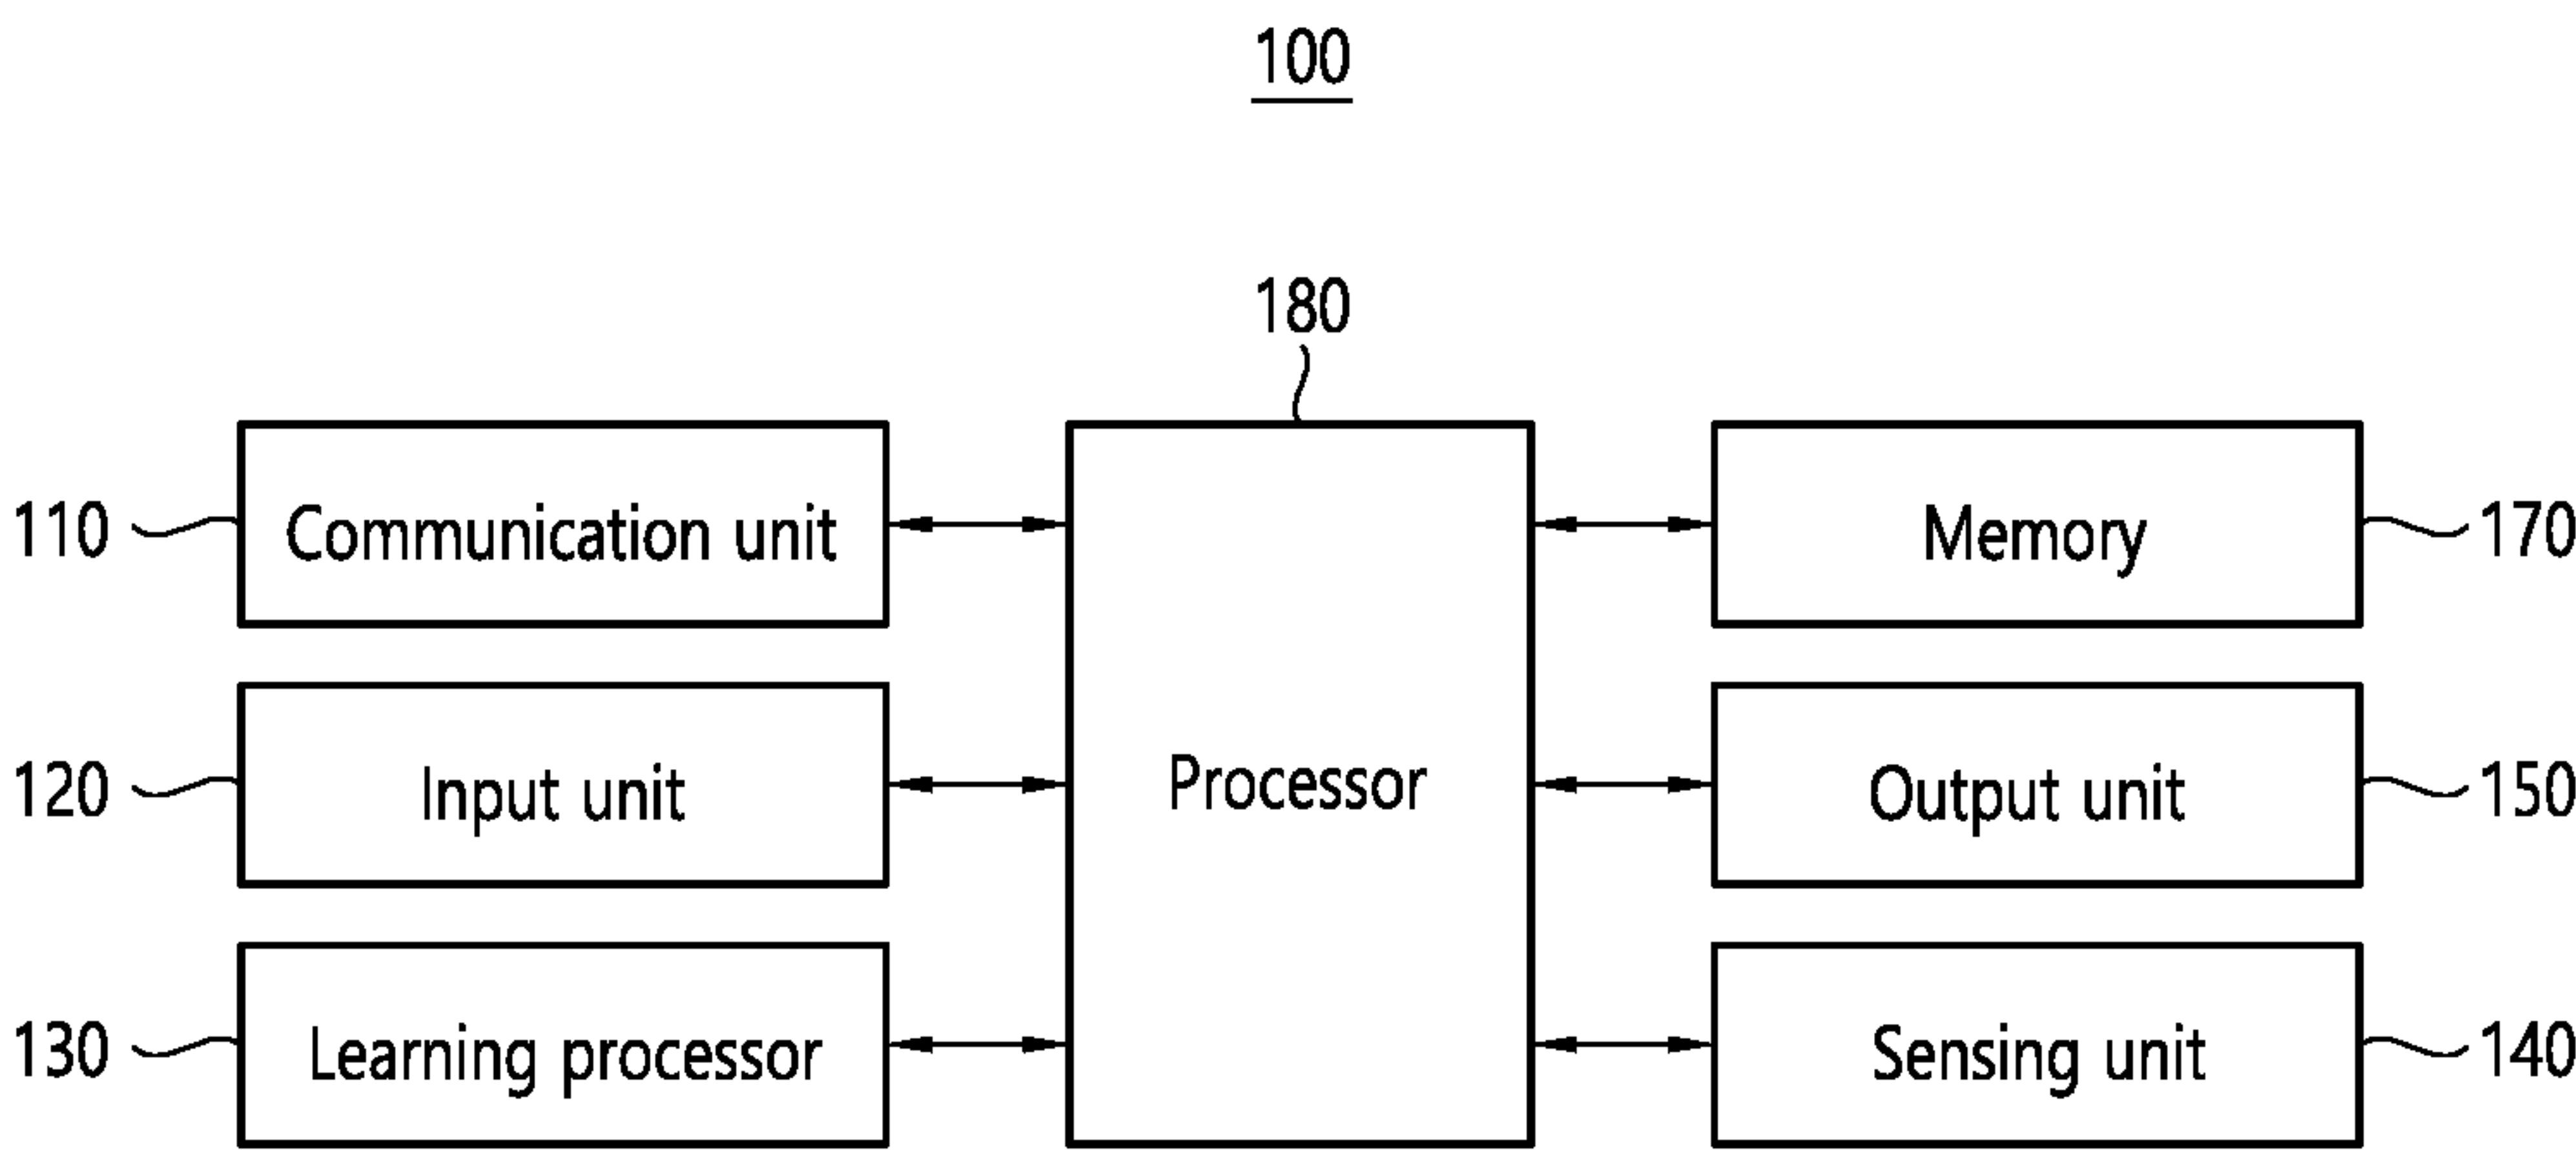 100
180
110
Communication unit
Memory
170
120
Input unit
Processor
Output unit
150
130
Learning processor
Sensing unit
140